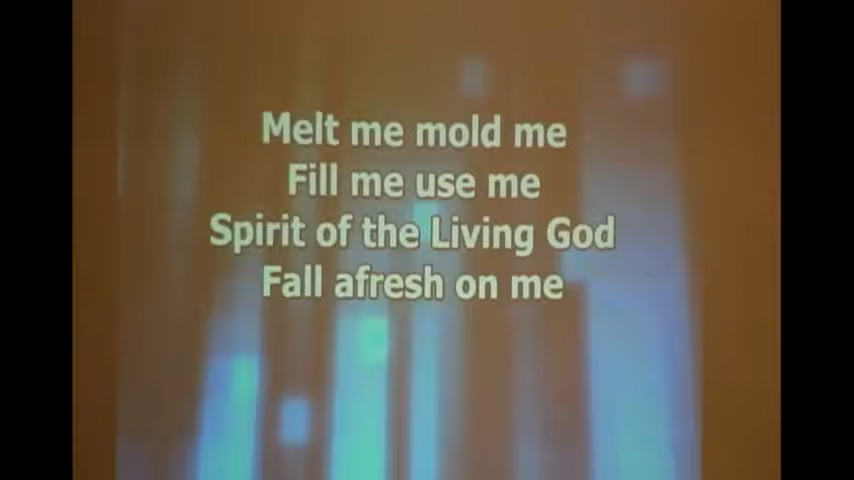 Melt me mold me
Fill me use me
Spirit of the Living God
Fall afresh on me